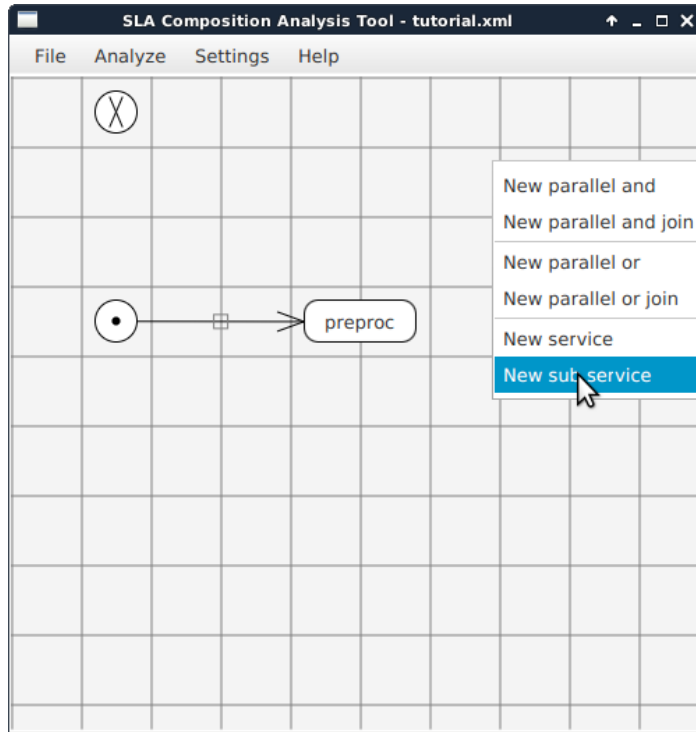 SLA Composition Analysis Tool - tutorial.xml
File Analyze Settings Help
New parallel and
New parallel and join
New parallel or
New parallel or join
preproc
New service
New sub service